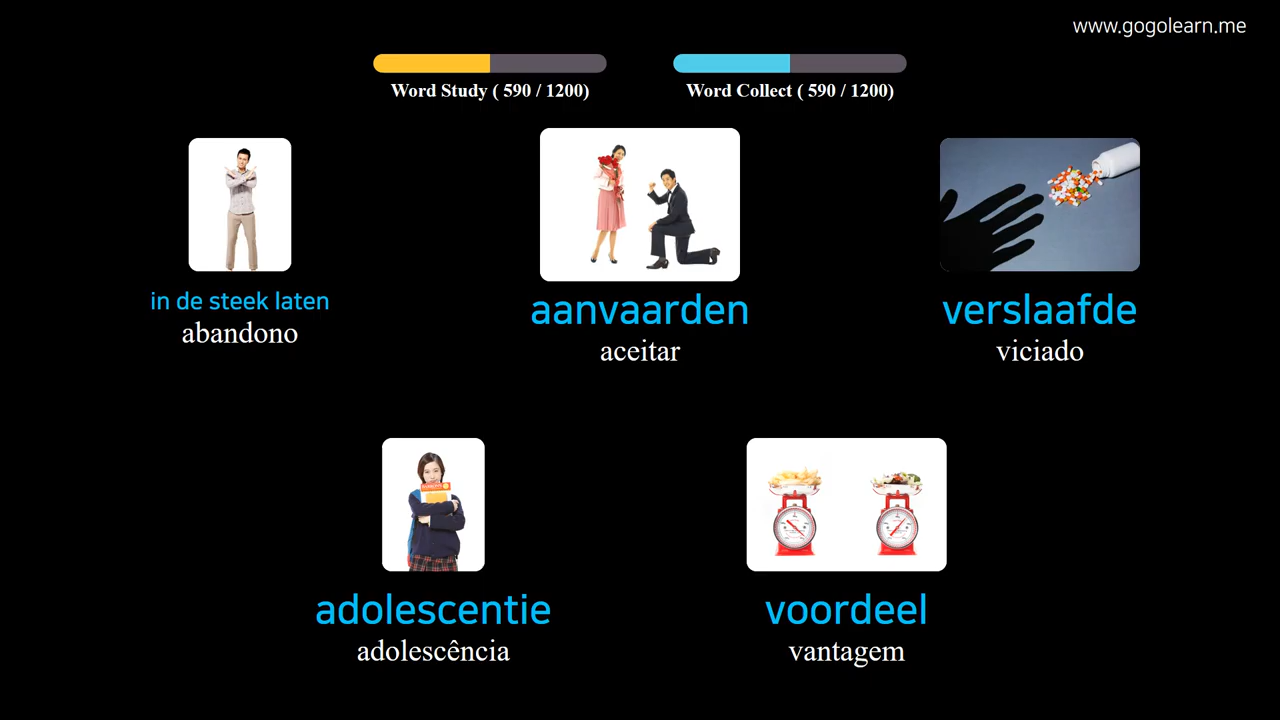 www.gogolearn.me
Word Study ( 590 / 1200)
Word Collect ( 590 / 1200)
in de steek laten
abandono
aanvaarden
aceitar
verslaafde
viciado
adolescentie
adolescência
voordeel
vantagem